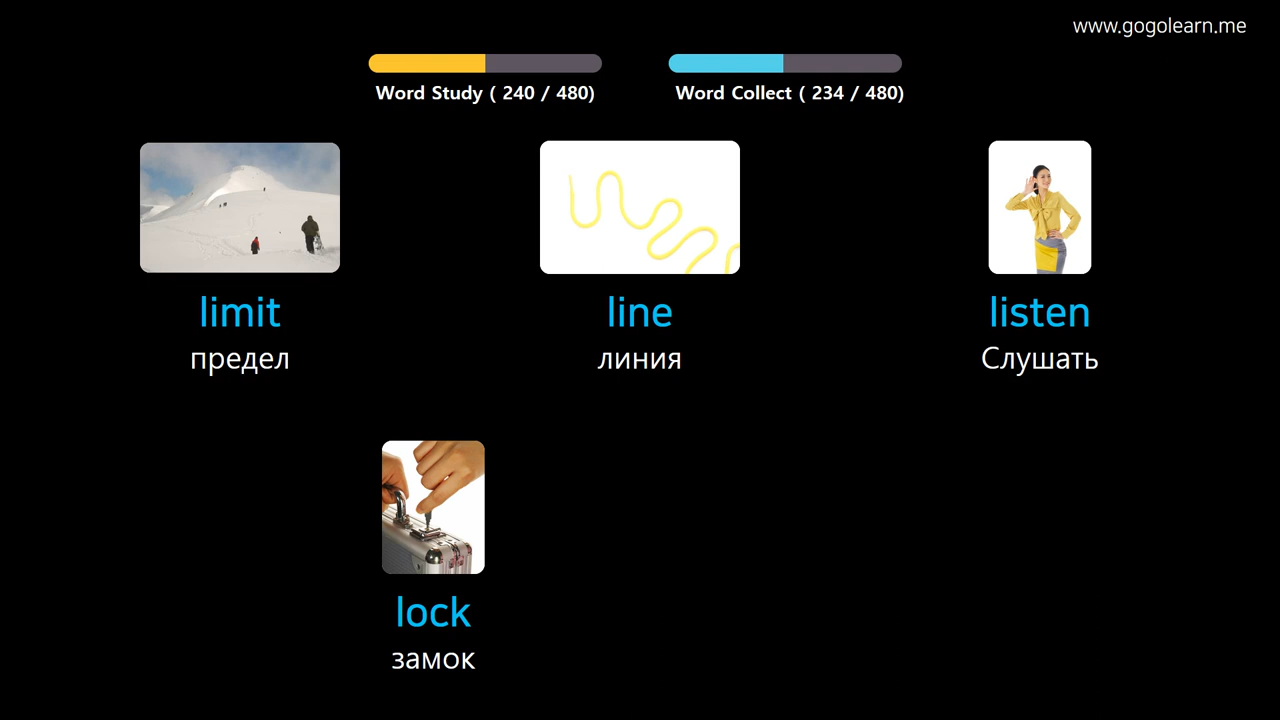 www.gogolearn.me
Word Study ( 240 / 480)
Word Collect ( 234 / 480)
limit
line
listen
предел
линия
Слушать
lock
замок